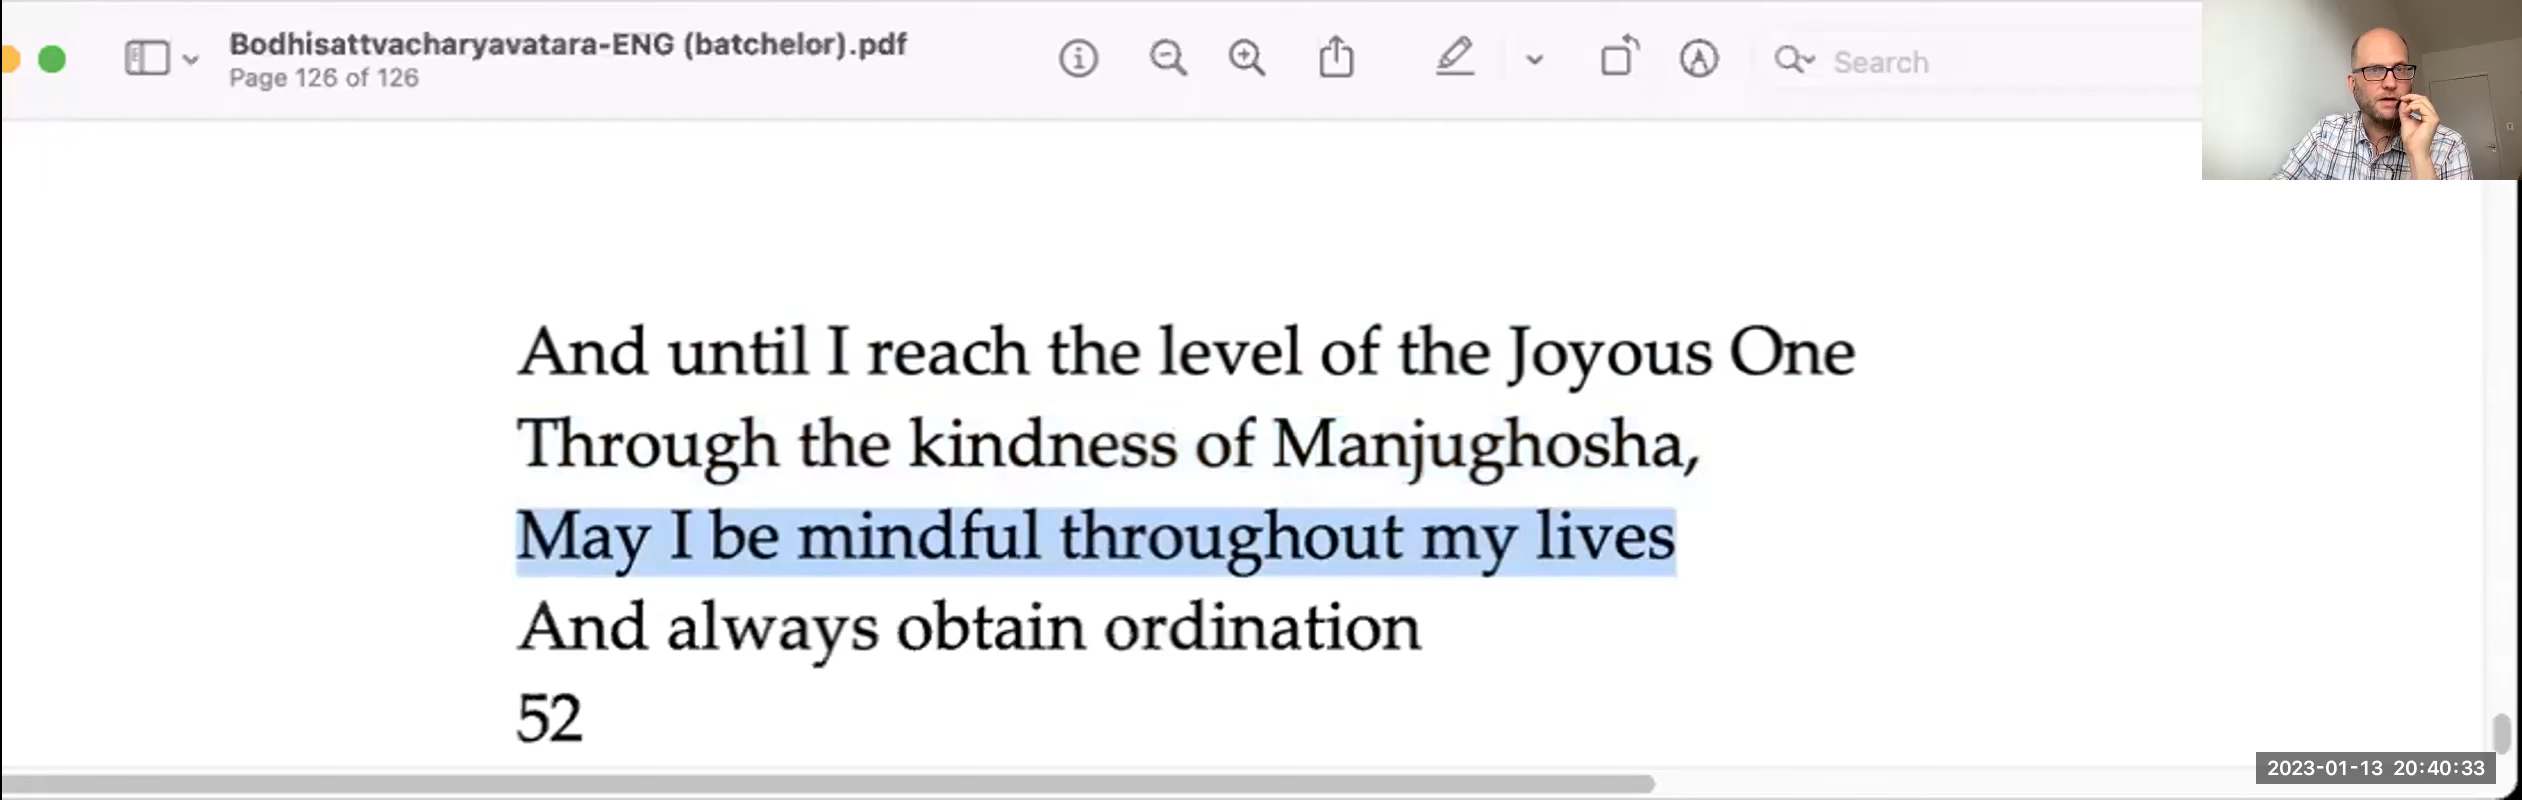 Bodhisattvacharyavatara-ENG (batchelor).pdf
Page 126 of 126
Search
And until I reach the level of the Joyous One
Through the kindness of Manjughosha,
May I be mindful throughout my lives
And always obtain ordination
52
2023-01-13 20:40:33